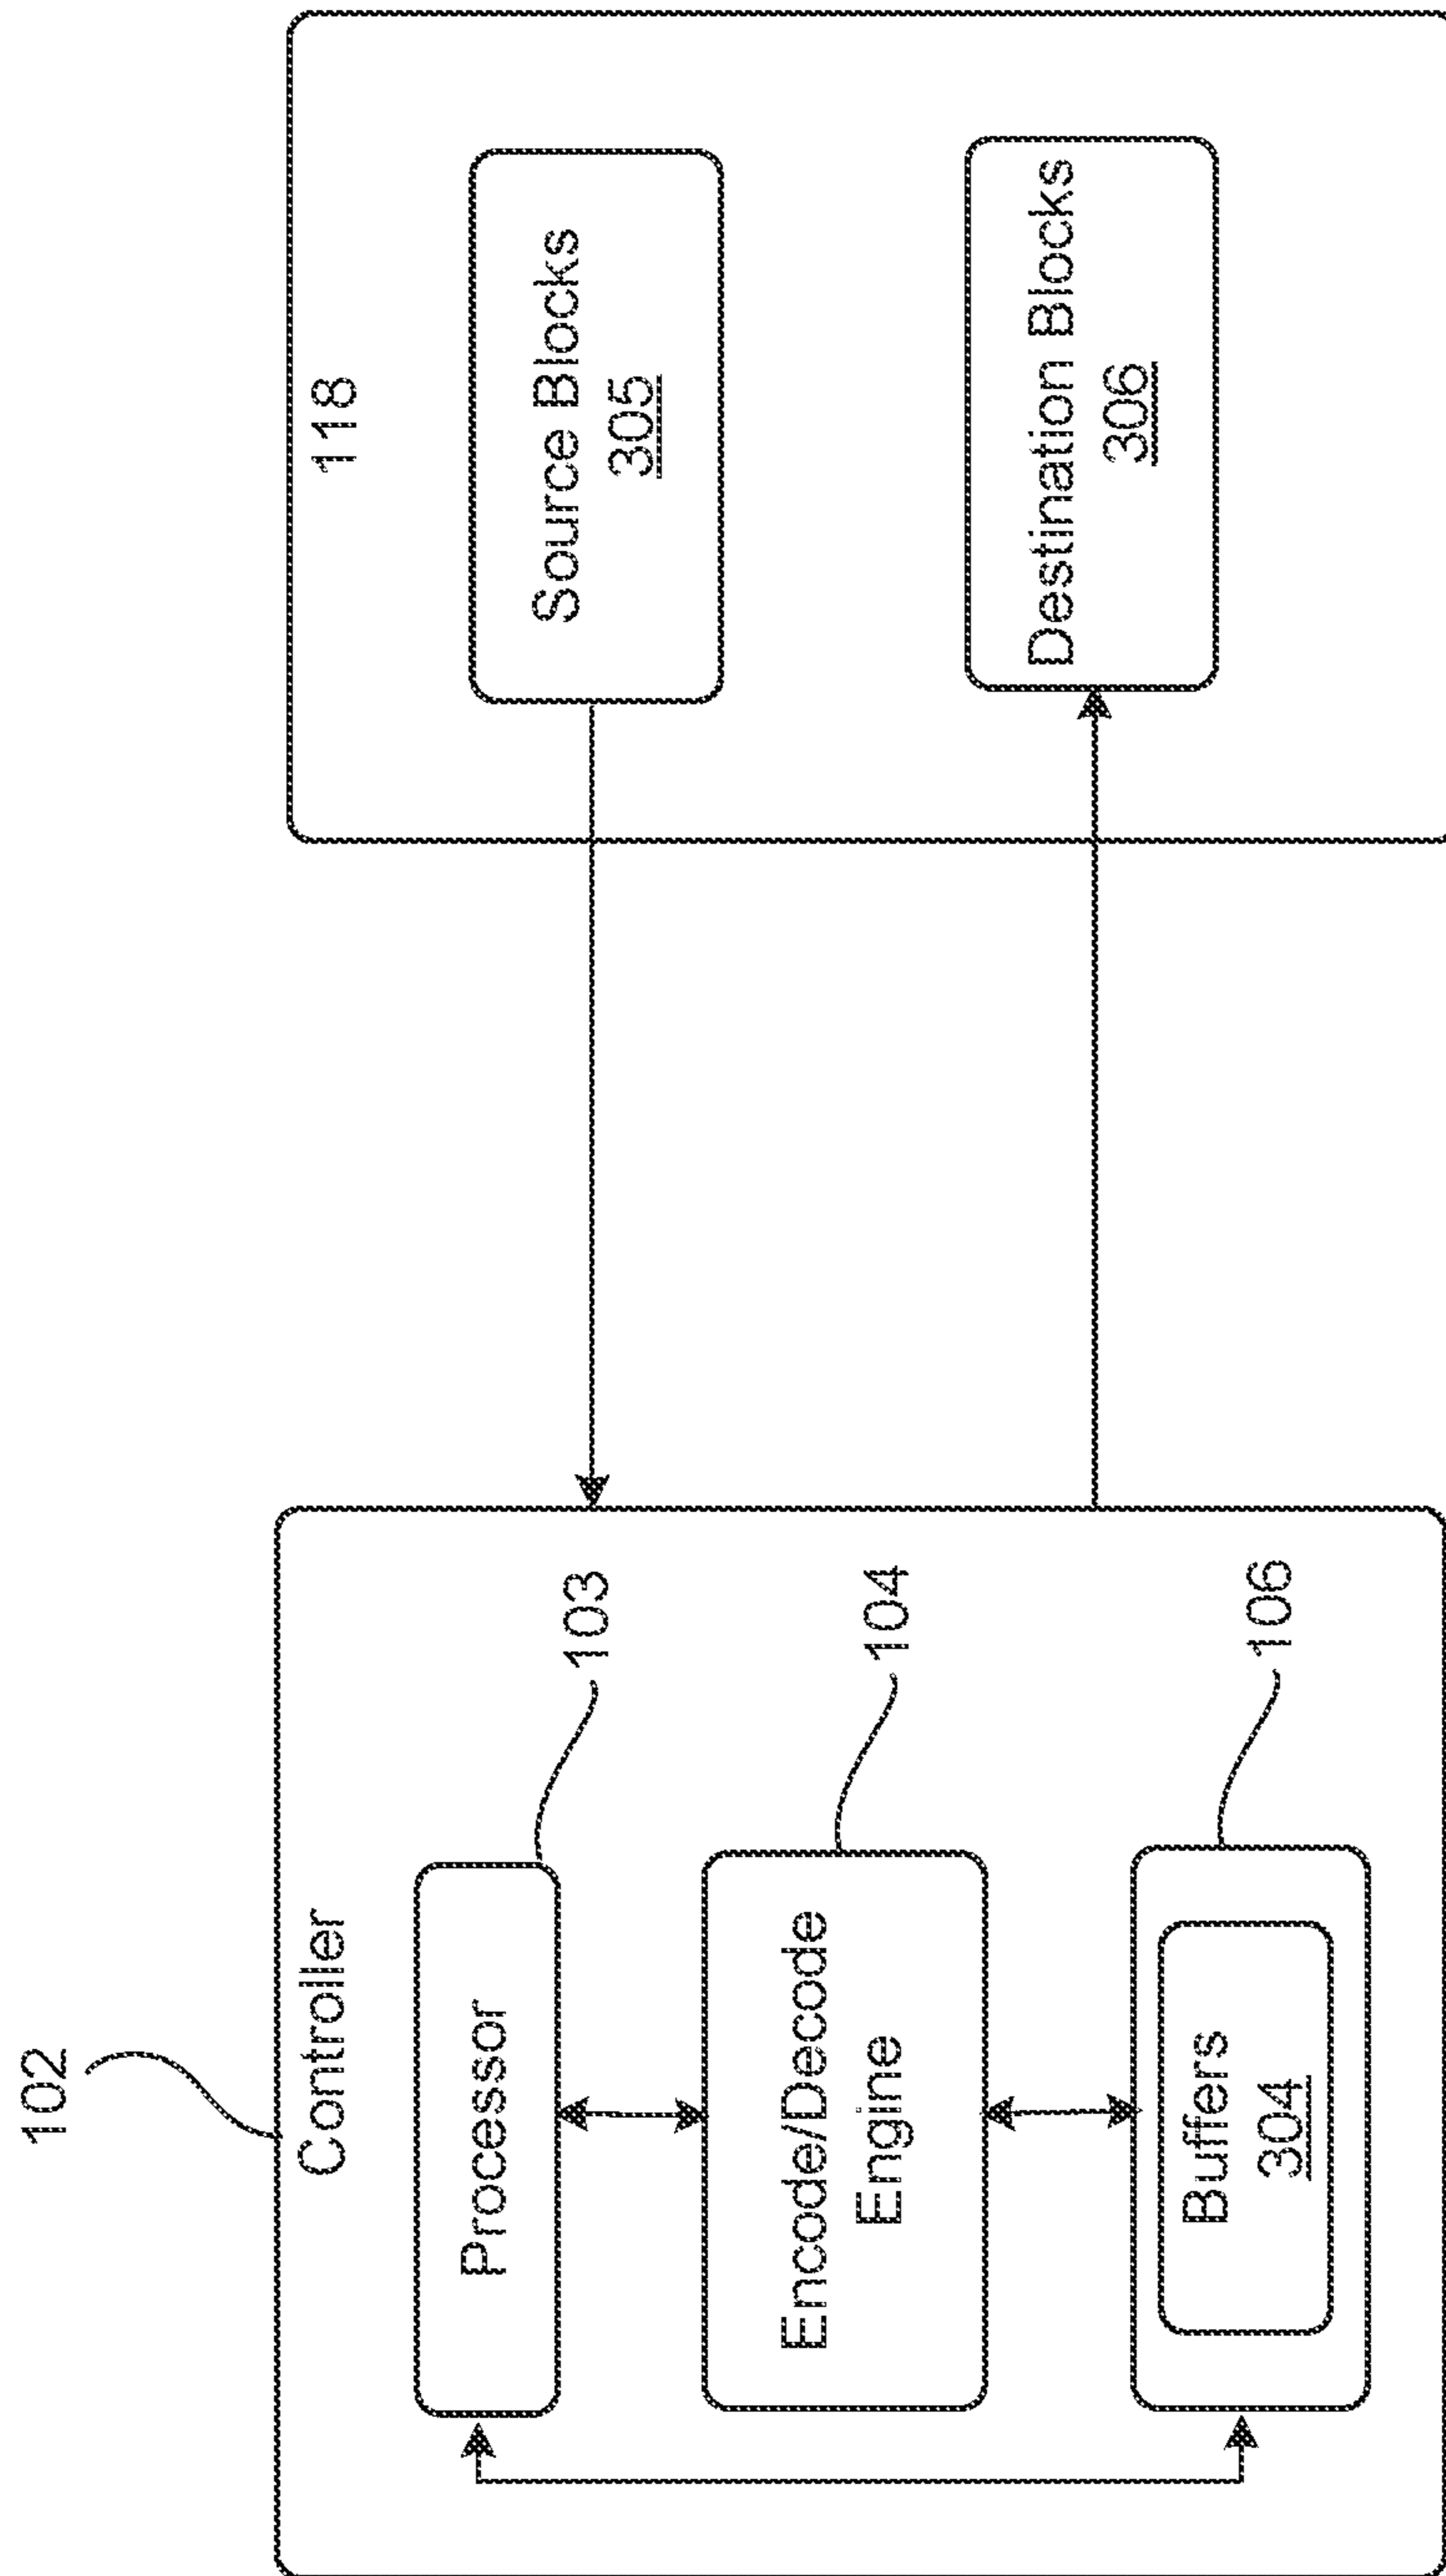 102
Controller
Processor
103
Encode/Decode
Engine
104
Buffers
304
106
118
Source Blocks
305
Destination Blocks
306